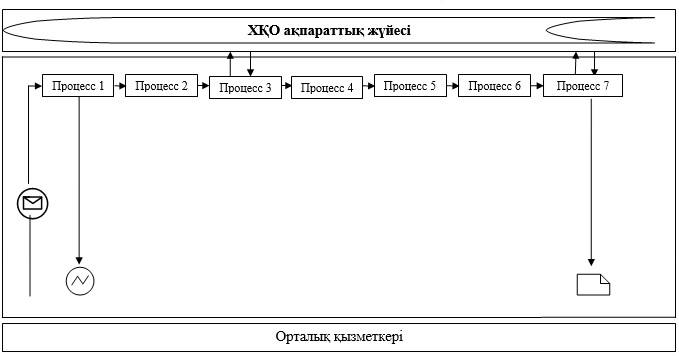 ХҚО ақпараттық жүйесі
Процесс 1
Процесс 2
Процесс 3
Процесс 4
Процесс 5
Процесс 6
Процесс 7
Орталық қызметкері